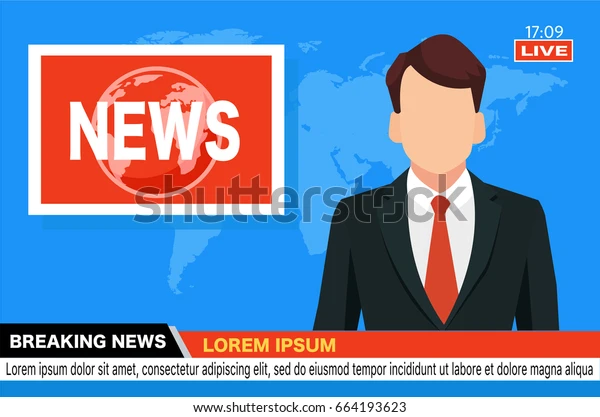 17:09
LIVE
NEWS
BREAKING NEWS
LOREM IPSUM
Lorem ipsum dolor sit amet, consectetur adipiscing elit, sed do eiusmod tempor incididunt ut labore et dolore magna aliqua
shutterstock
shutterstock.com · 664193623